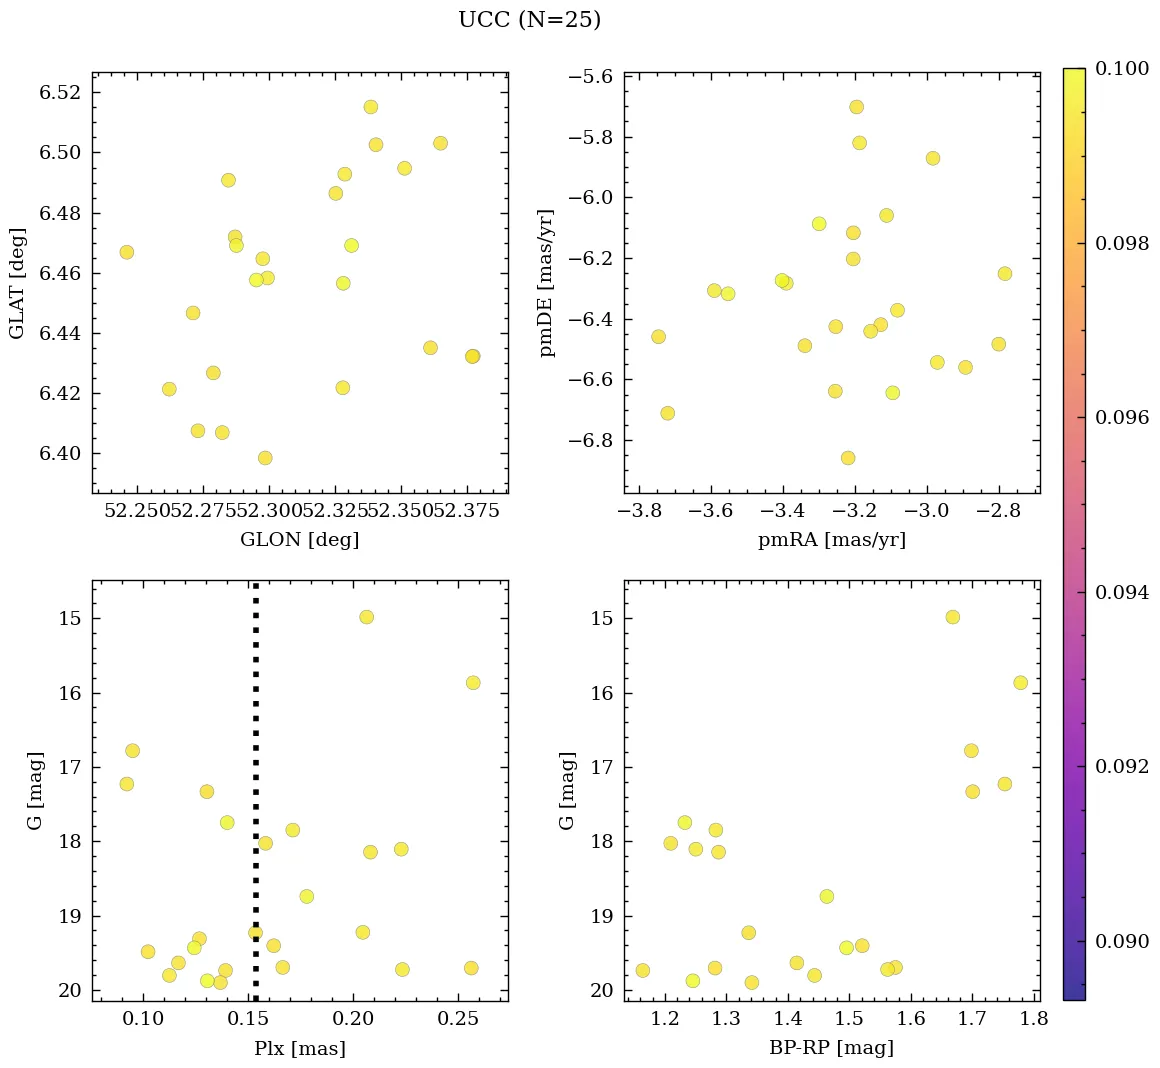 UCC (N=25)
6.52
6.50
6.48
6.46
6.44
6.42
6.40
GLAT [deg]
52.250 52.275 52.300 52.325 52.350 52.375
GLON [deg]
−5.6
−5.8
−6.0
−6.2
−6.4
−6.6
−6.8
pmDE [mas/yr]
−3.8 −3.6 −3.4 −3.2 −3.0 −2.8
pmRA [mas/yr]
15
16
17
18
19
20
G [mag]
0.10 0.15 0.20 0.25
Plx [mas]
15
16
17
18
19
20
G [mag]
1.2 1.3 1.4 1.5 1.6 1.7 1.8
BP-RP [mag]
0.100
0.098
0.096
0.094
0.092
0.090